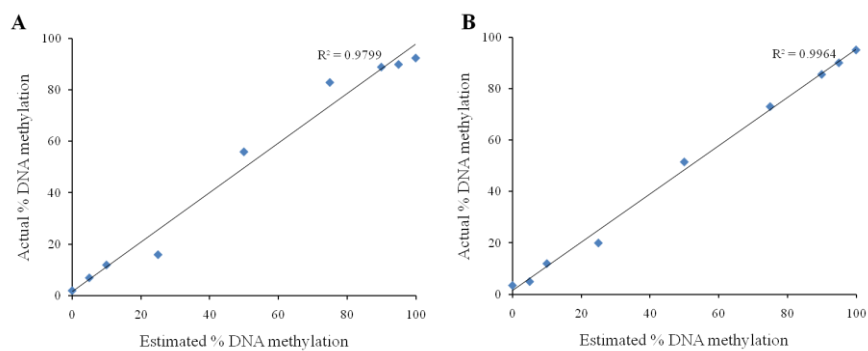 A
R² = 0.9799
Actual % DNA methylation
100
80
60
40
20
0
0 20 40 60 80 100
Estimated % DNA methylation
B
R² = 0.9964
Actual % DNA methylation
100
80
60
40
20
0
0 20 40 60 80 100
Estimated % DNA methylation